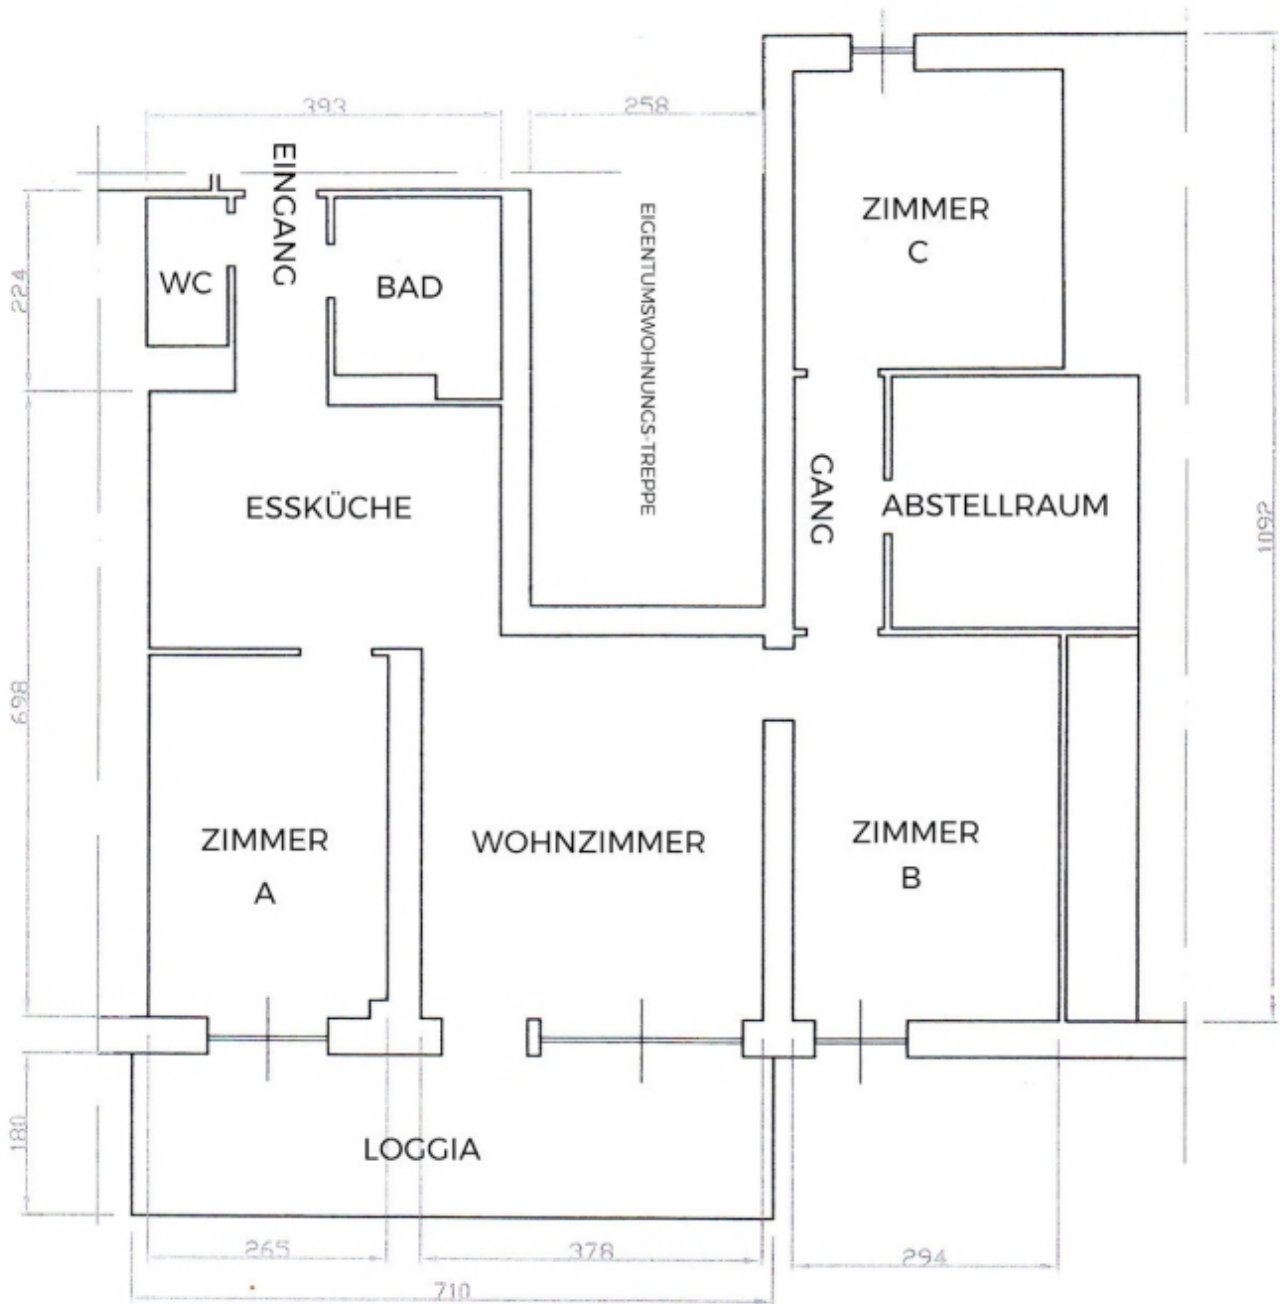 393
258
EINGANG
ZIMMER
C
WC
BAD
EIGENTUMSWOHNUNGS-TREPPE
224
ESSKÜCHE
GANG
ABSTELLRAUM
1092
668
ZIMMER
A
WOHNZIMMER
ZIMMER
B
LOGGIA
180
265
378
294
710